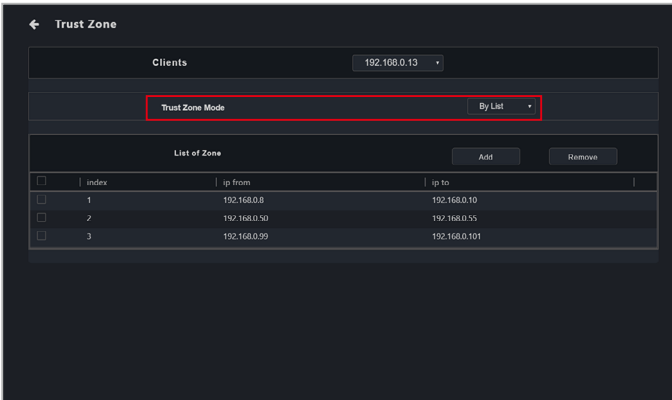 Trust Zone
Clients 192.168.0.13
Trust Zone Mode By List
List of Zone Add Remove
index ip from ip to
1 192.168.0.8 192.168.0.10
2 192.168.0.50 192.168.0.55
3 192.168.0.99 192.168.0.101